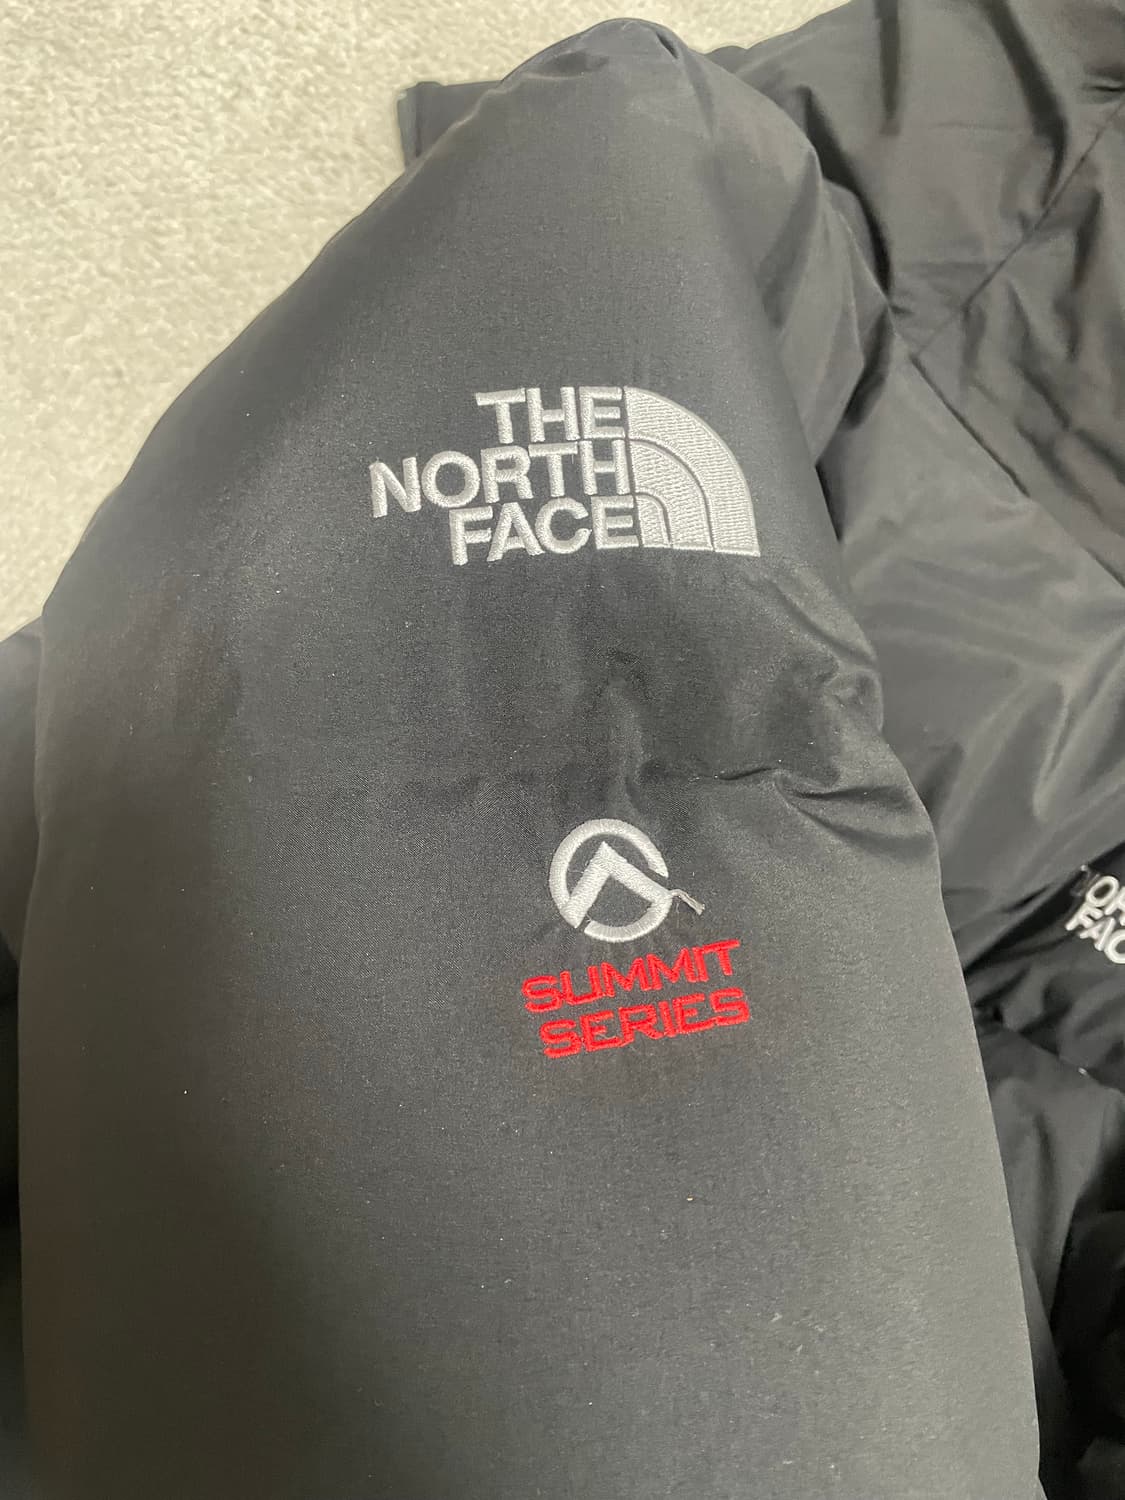 THE
NORTH
FACE
SUMMIT
SERIES